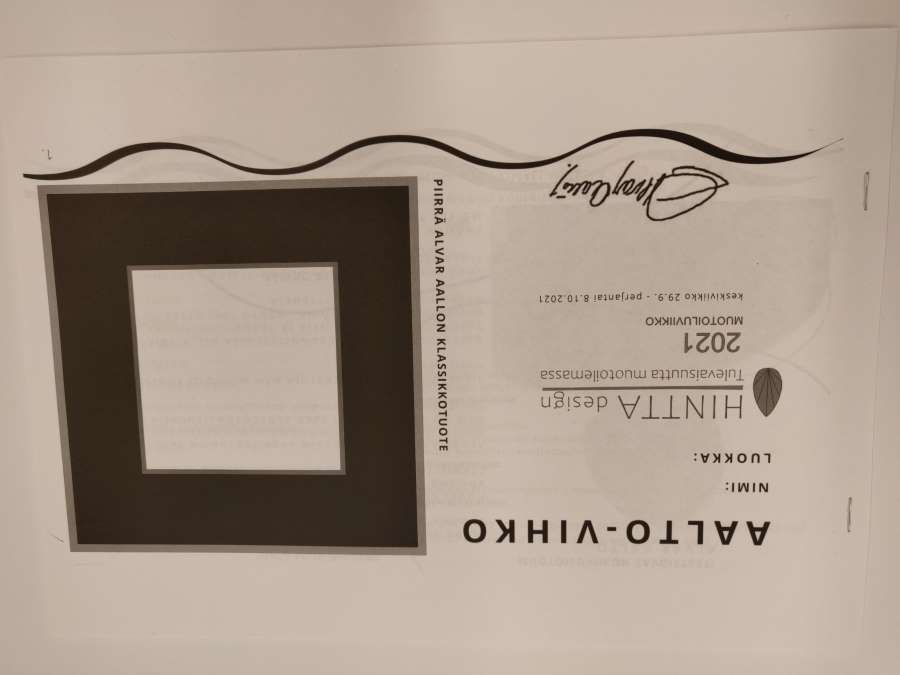 AALTO-VIHKO
NIMI:
LUOKKA:
HINTTA design
Tulevaisuutta muotoilemassa
2021
MUOTOILUVIIKKO
keskiviikko 29.9. - perjantai 8.10.2021
PIIRRÄ ALVAR AALLON KLASSIKKOTUOTE
1.